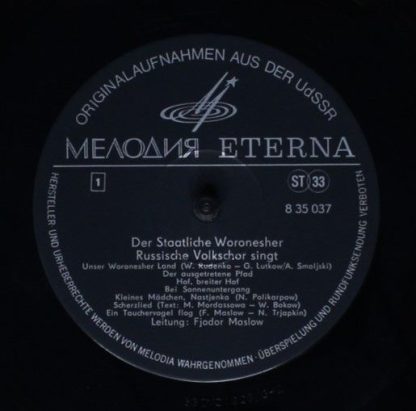 ORIGINALAUFNAHMEN AUS DER UdSSR
МЕЛОДИЯ ETERNA
1
ST 33
8 35 037
Der Staatliche Woronesher
Russische Volkschor singt
Unser Woronesher Land (W. Rudenko – G. Lutkow/A. Smoljski)
Der ausgetretene Pfad
Hof, breiter Hof
Bei Sonnenuntergang
Kleines Mädchen, Nastjenka (N. Polikarpow)
Scherzlied (Text: M. Mordassowa – W. Bokow)
Ein Tauchervogel flog (F. Maslow – N. Trjapkin)
Leitung: Fjodor Maslow
HERSTELLER UND URHEBERRECHTE WERDEN VON MELODIA WAHRGENOMMEN · ÜBERSPIELUNG UND RUNDFUNKSENDUNG VERBOTEN